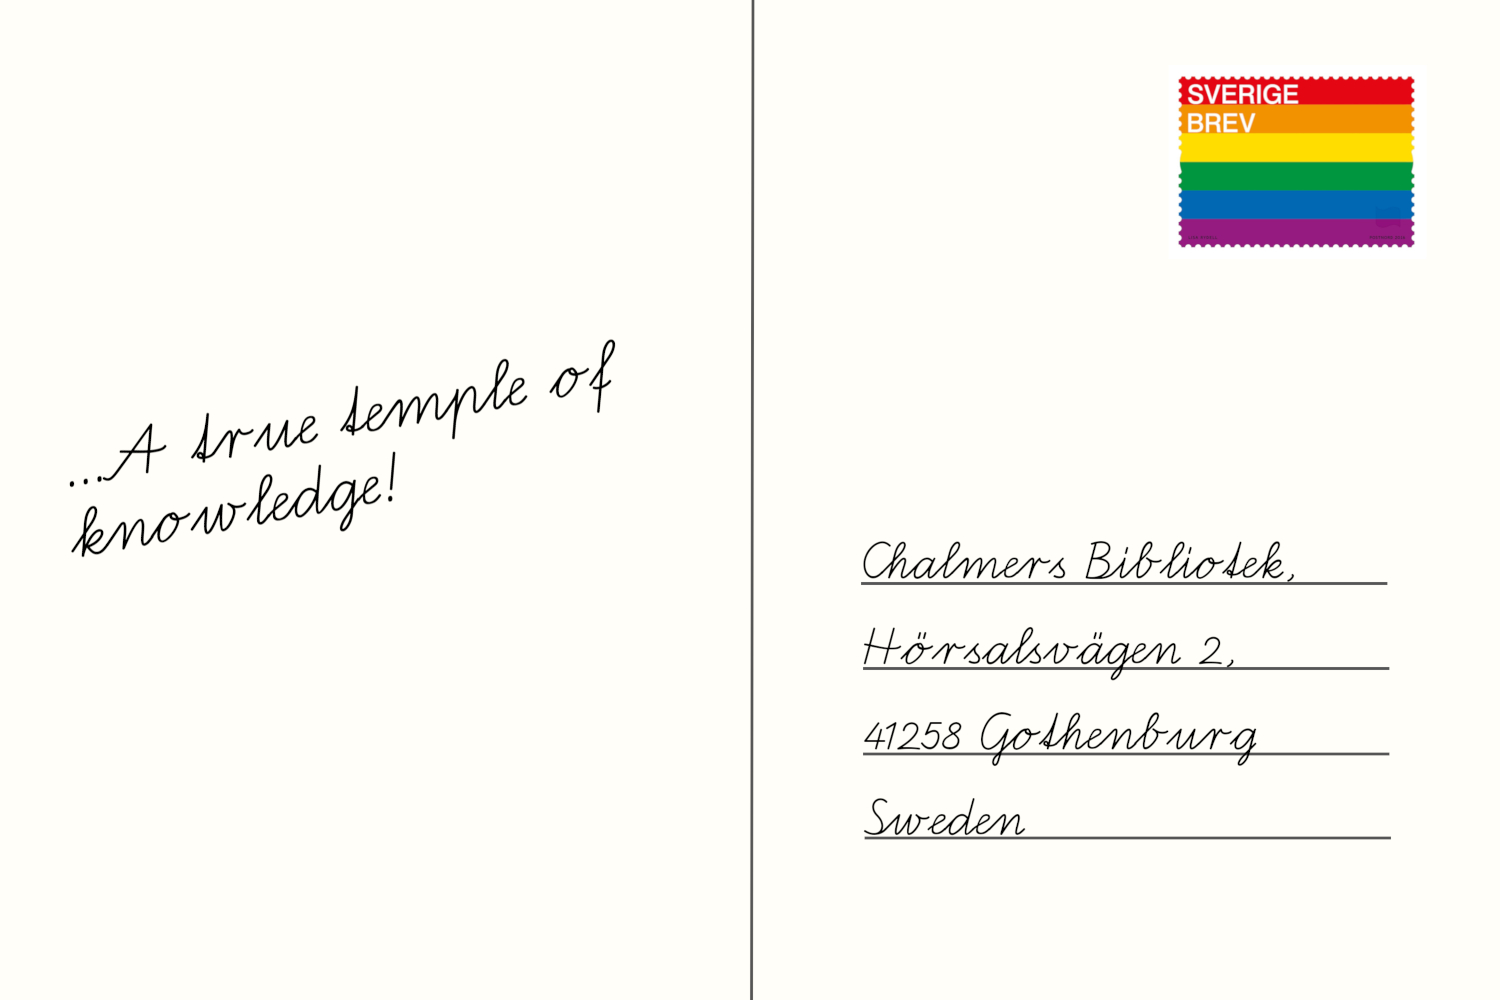 ...A true temple of
knowledge!
SVERIGE
BREV
Chalmers Bibliotek,
Hörsalsvägen 2,
41258 Gothenburg
Sweden